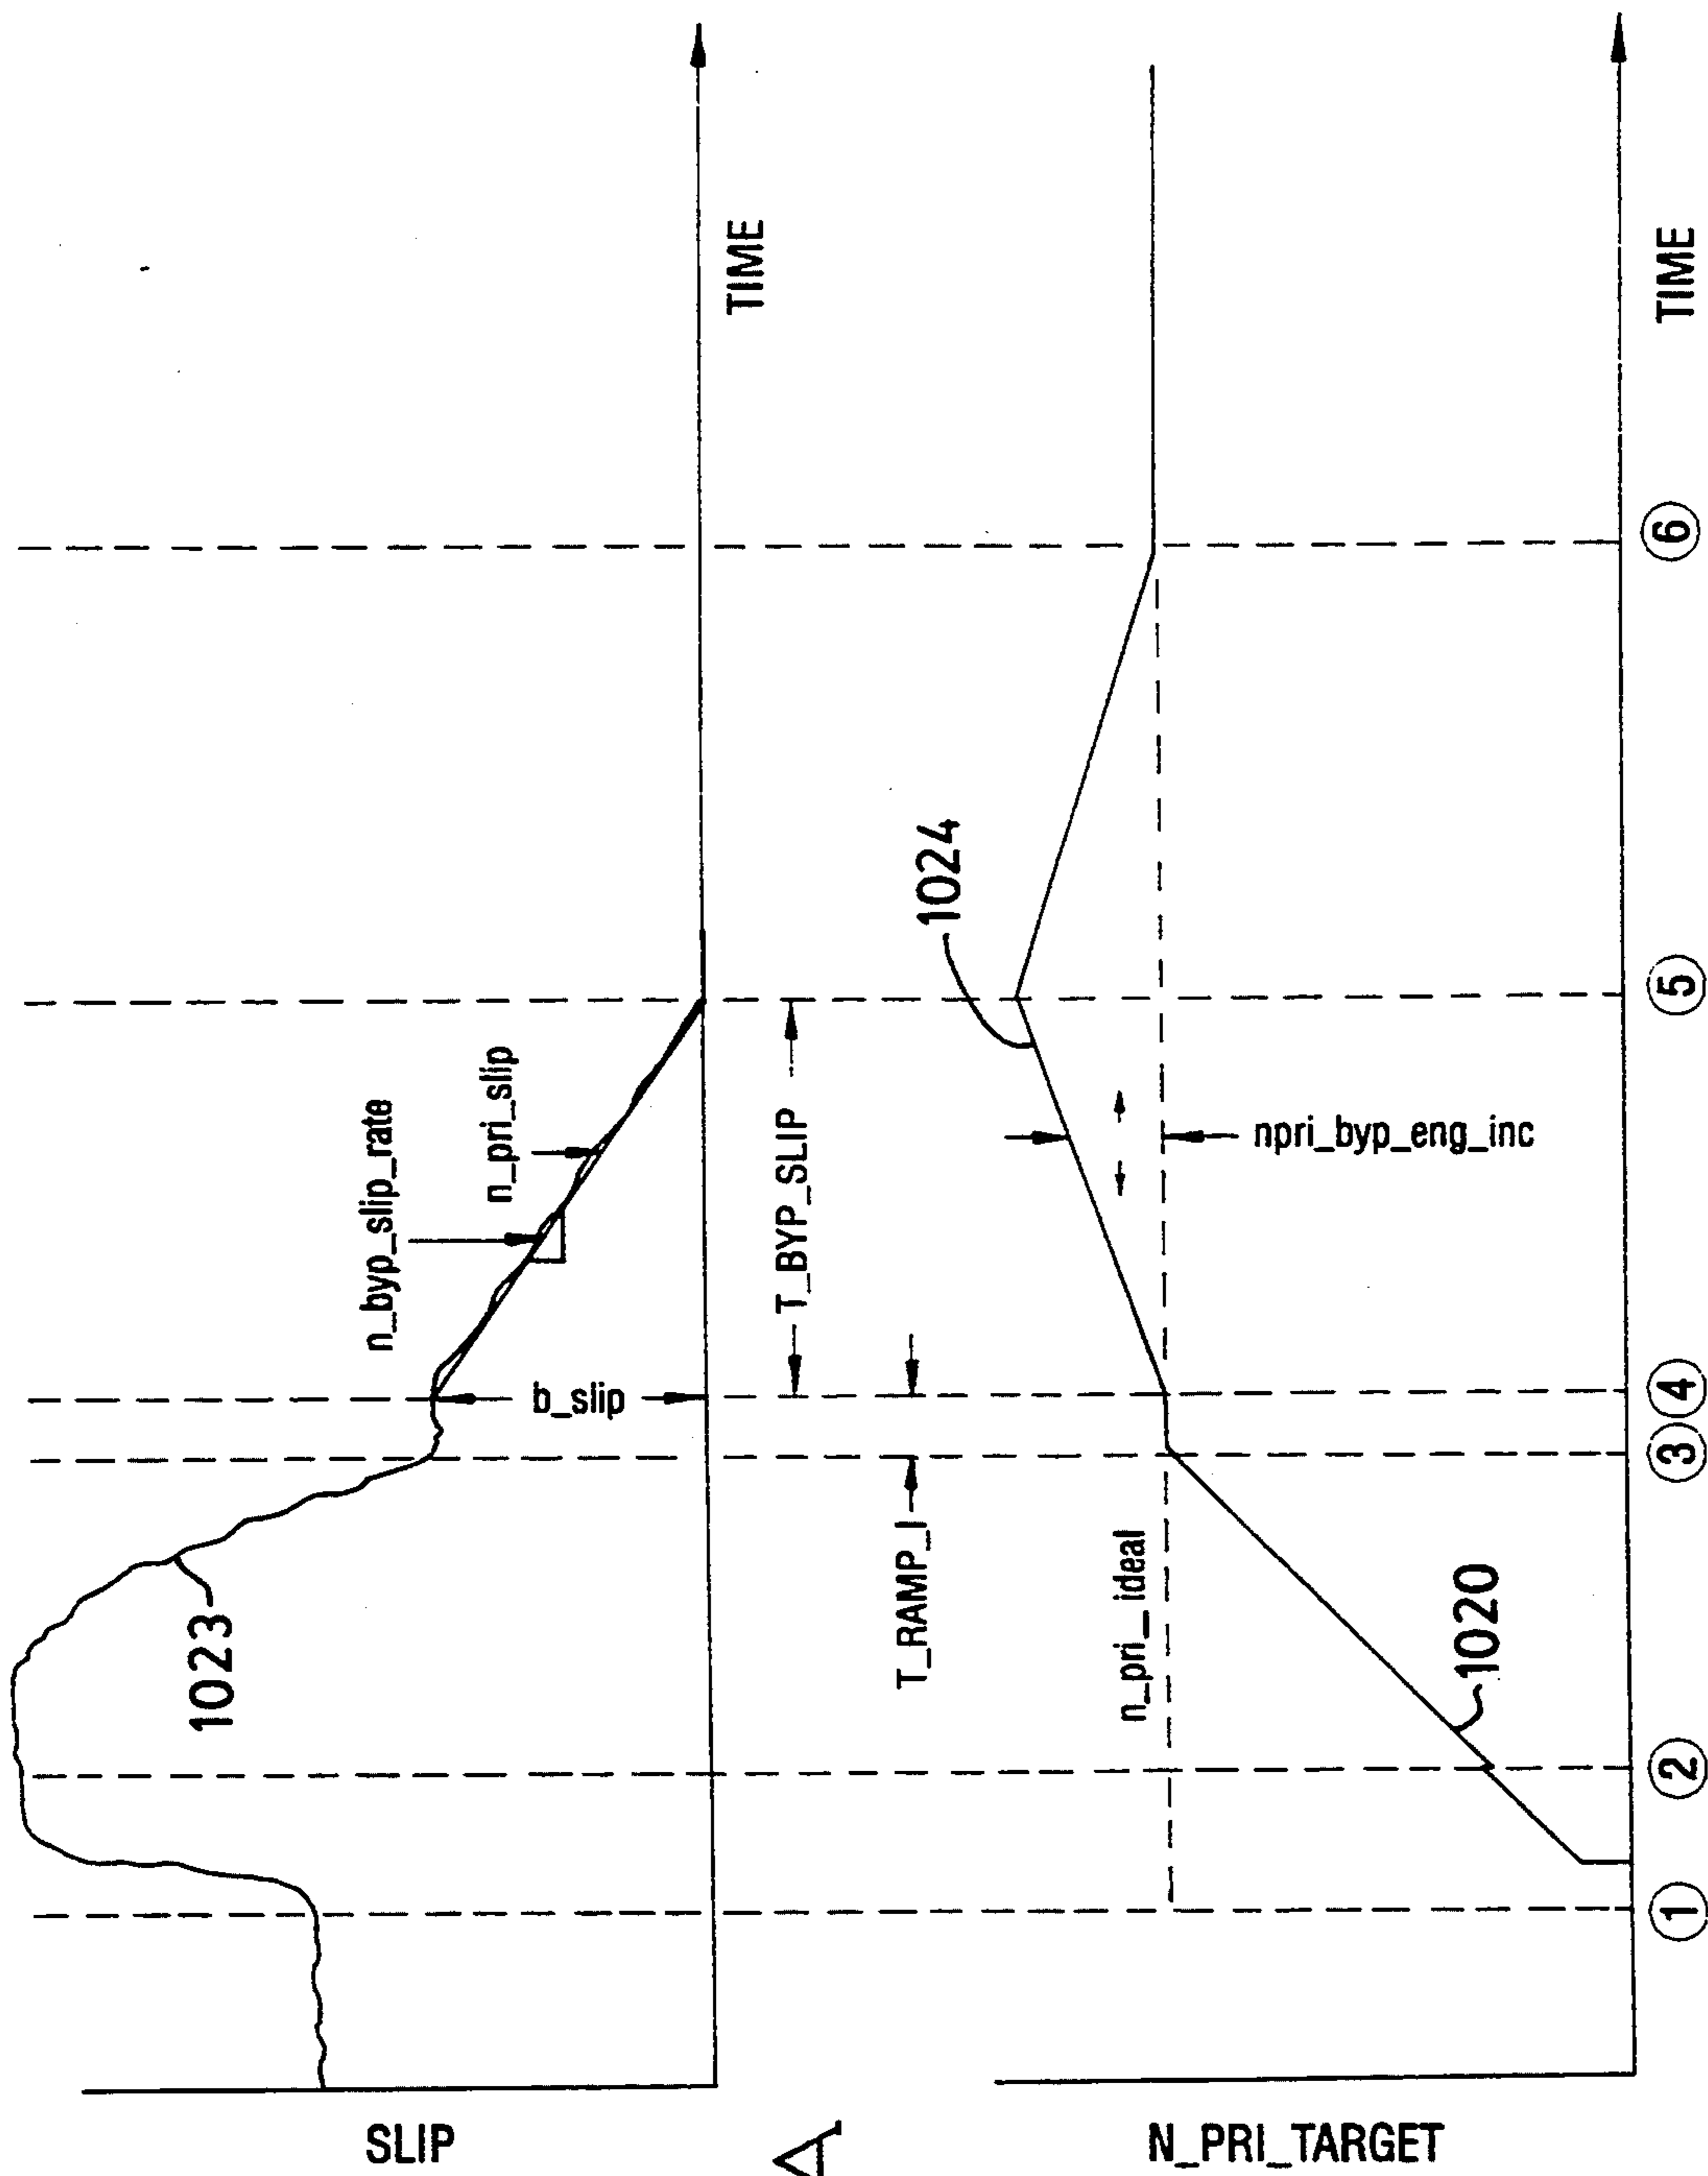 SLIP
1023
n_byp_slip_rate
n_pri_slip
b_slip
TIME
T_BYP_SLIP
T_RAMP_I
A
N_PRI_TARGET
n_pri_ideal
1024
npri_byp_eng_inc
1020
TIME
1
2
3
4
5
6